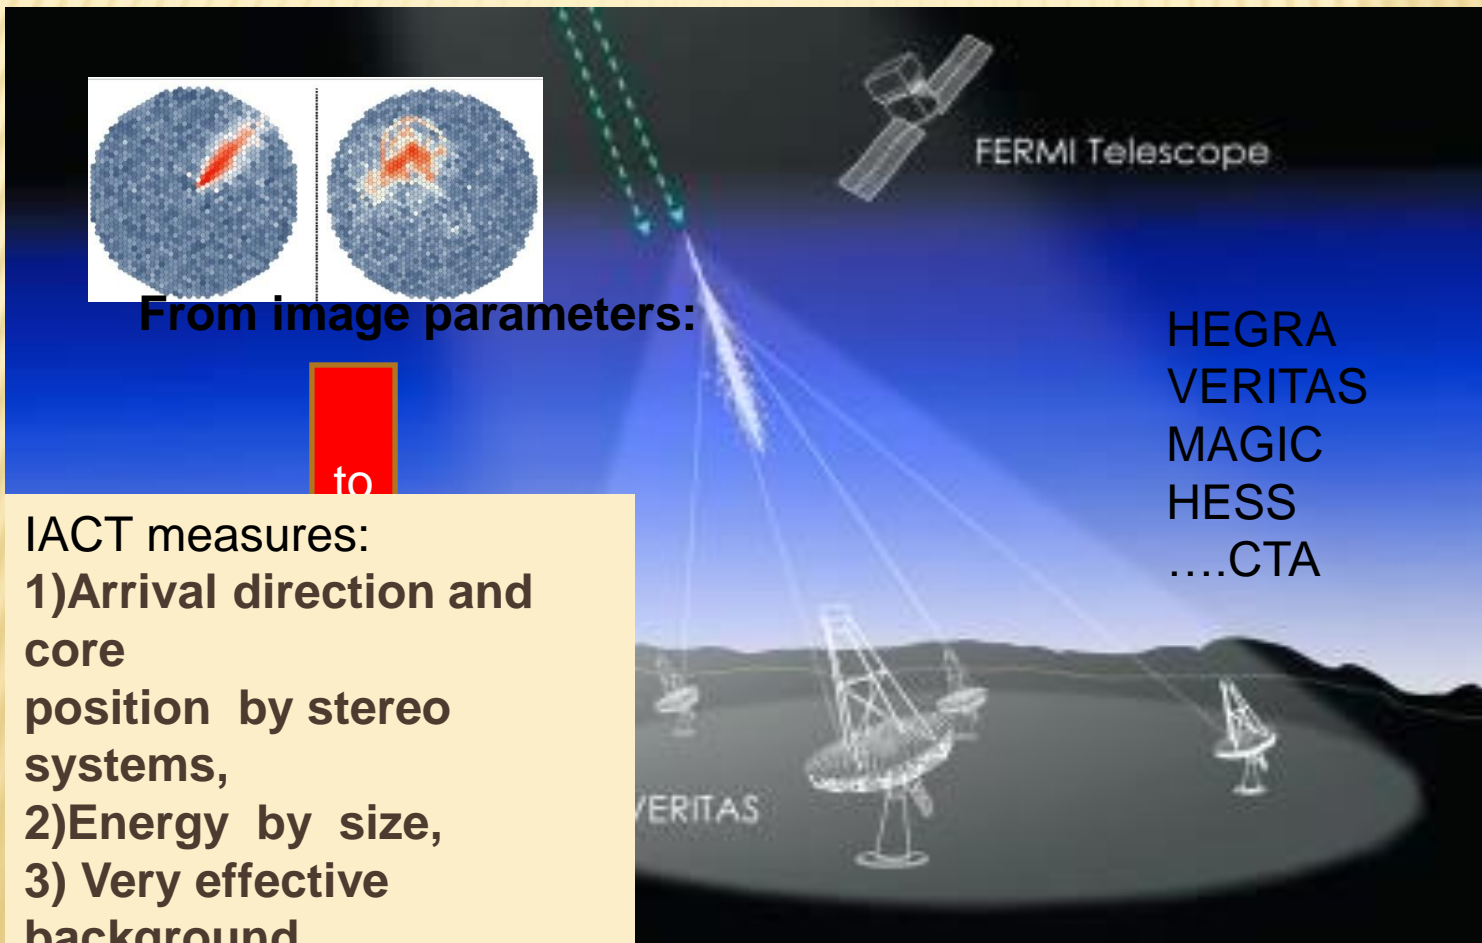 FERMI Telescope
From image parameters:
HEGRA
VERITAS
MAGIC
HESS
....CTA
to
IACT measures:
1)Arrival direction and
core
position by stereo
systems,
2)Energy by size,
3) Very effective
background
VERITAS